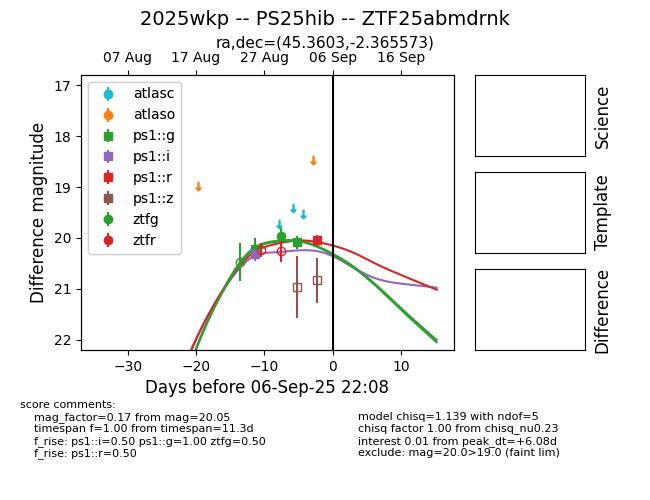 2025wkp -- PS25hib -- ZTF25abmdrnk
ra,dec=(45.3603,-2.365573)
07 Aug 17 Aug 27 Aug 06 Sep 16 Sep
17
18
19
20
21
22
Difference magnitude
atlasc
atlaso
ps1::g
ps1::i
ps1::r
ps1::z
ztfg
ztfr
−30 −20 −10 0 10
Days before 06-Sep-25 22:08
Science
Template
Difference
score comments:
mag_factor=0.17 from mag=20.05
timespan f=1.00 from timespan=11.3d
f_rise: ps1::i=0.50 ps1::g=1.00 ztfg=0.50
f_rise: ps1::r=0.50
model chisq=1.139 with ndof=5
chisq factor 1.00 from chisq_nu0.23
interest 0.01 from peak_dt=+6.08d
exclude: mag=20.0>19.0 (faint lim)